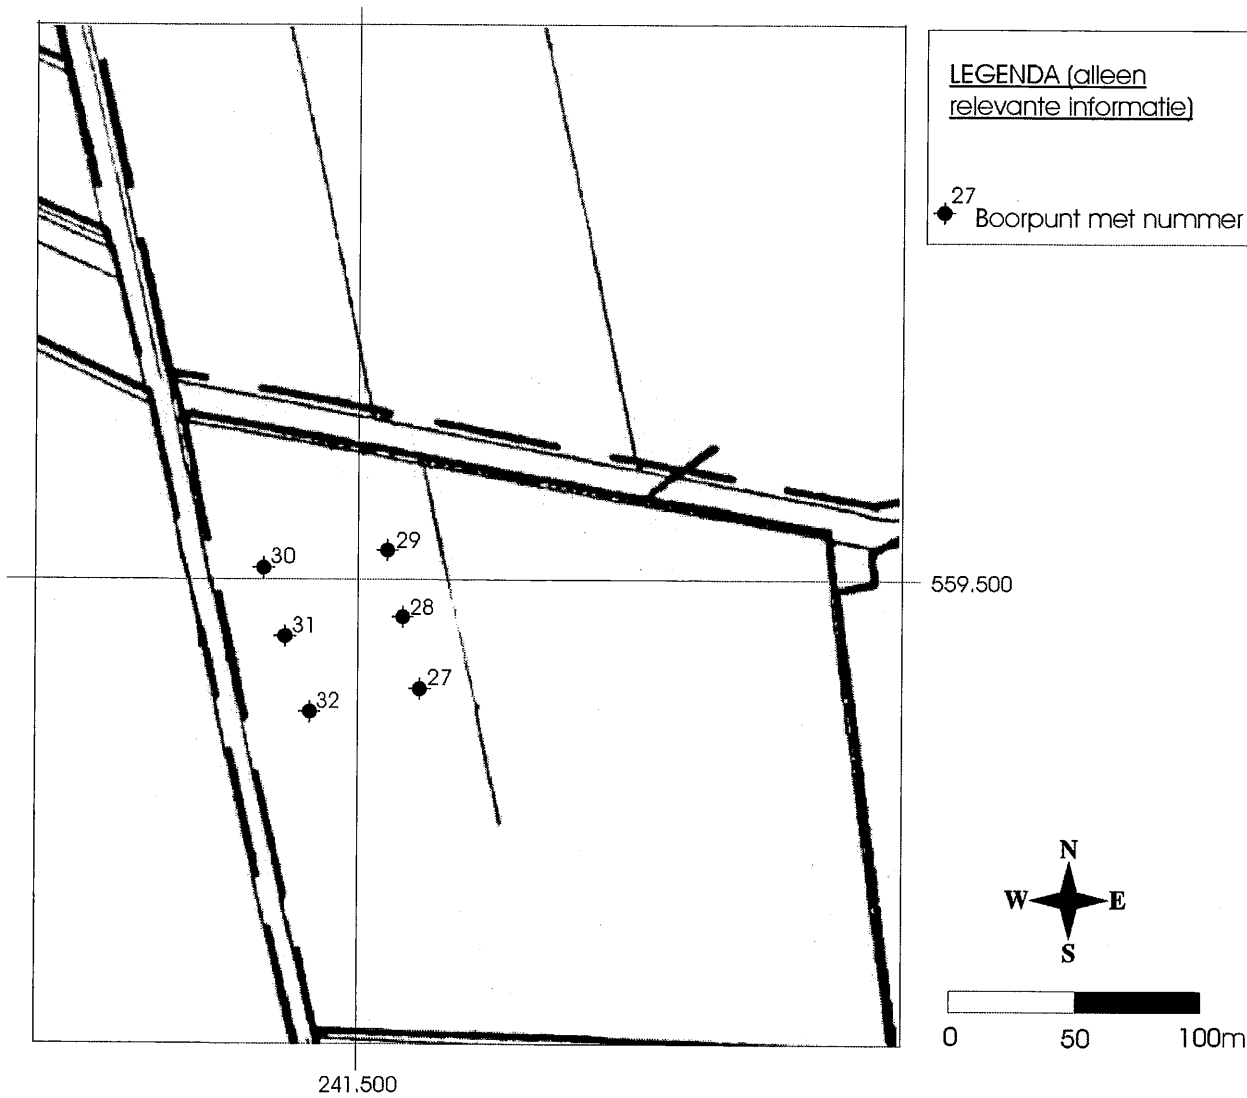 LEGENDA (alleen
relevante informatie)
27
Boorpunt met nummer
30
29
559.500
31
28
32
27
N
W
E
S
0
50
100m
241.500